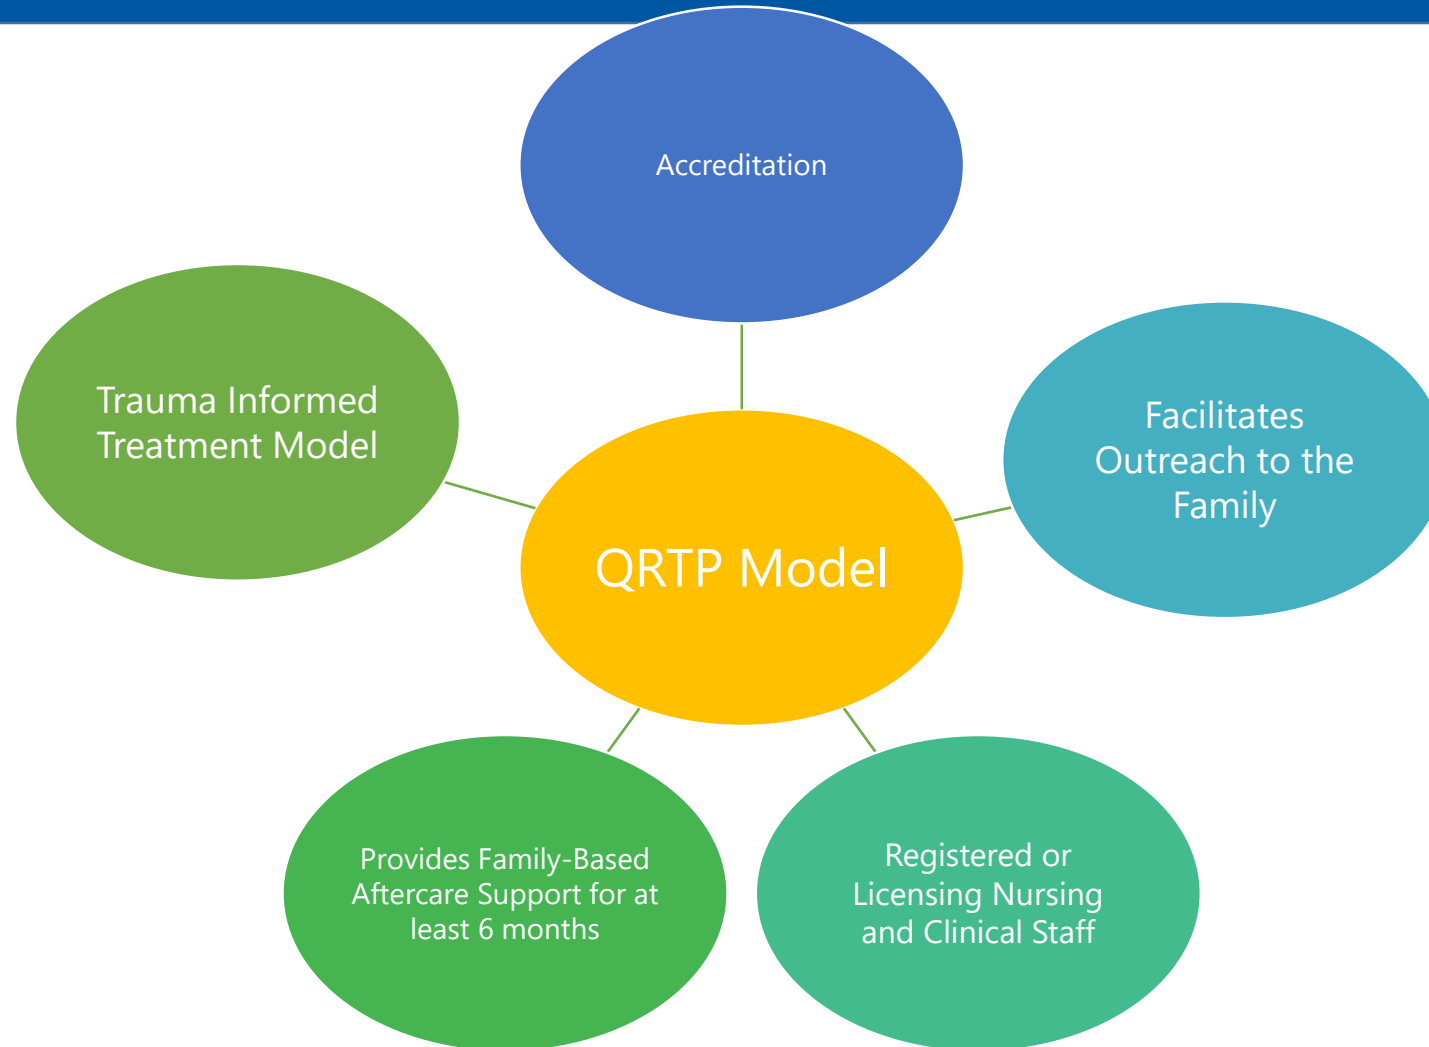 Accreditation
Trauma Informed
Treatment Model
Facilitates
Outreach to the
Family
QRTP Model
Provides Family-Based
Aftercare Support for at
least 6 months
Registered or
Licensing Nursing
and Clinical Staff